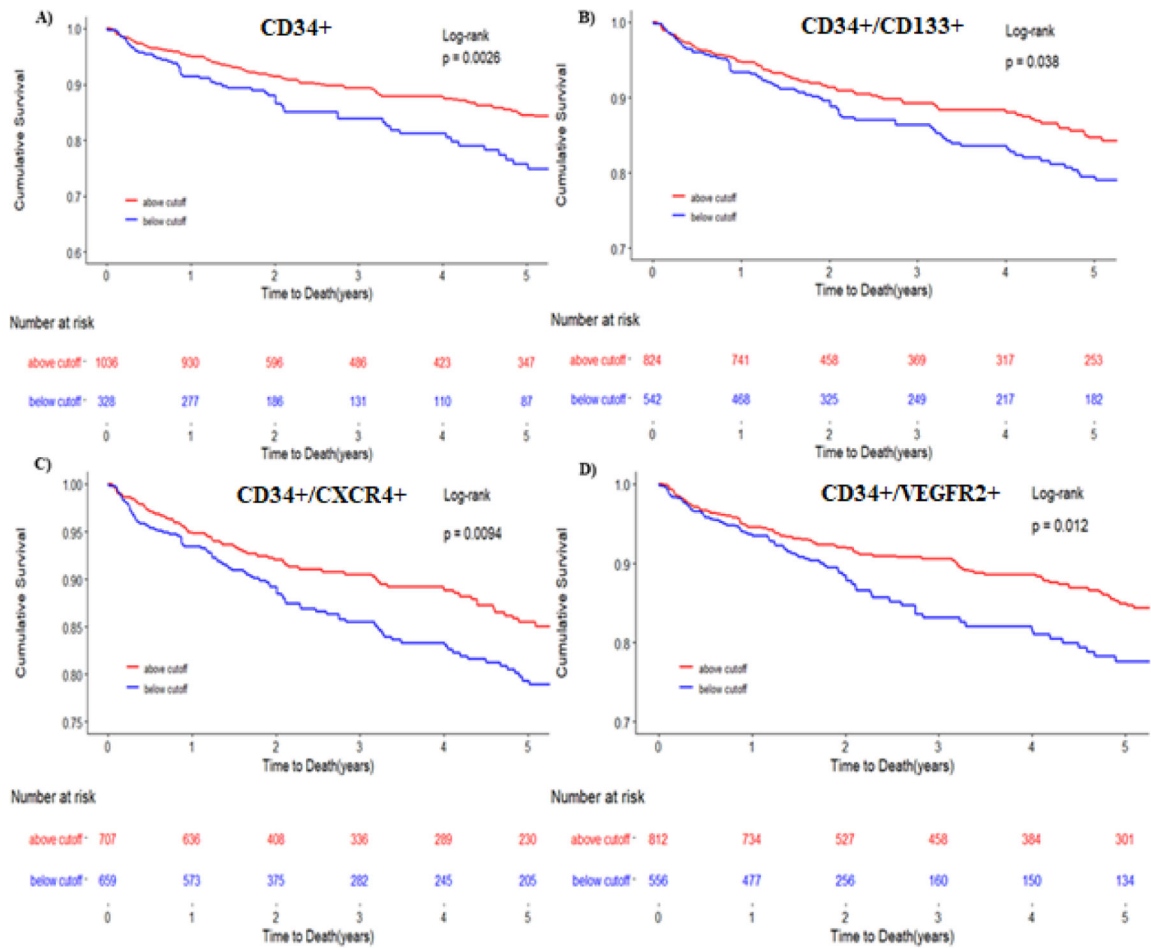 A)
CD34+
Log-rank
p = 0.0026
Cumulative Survival
1.0
0.9
0.8
0.7
0.6
above cutoff
below cutoff
0 1 2 3 4 5
Time to Death(years)
Number at risk
above cutoff 1036 930 596 486 423 347
below cutoff 328 277 186 131 110 87
0 1 2 3 4 5
Time to Death(years)
B)
CD34+/CD133+
Log-rank
p = 0.038
Cumulative Survival
1.0
0.9
0.8
0.7
above cutoff
below cutoff
0 1 2 3 4 5
Time to Death(years)
Number at risk
above cutoff 824 741 458 369 317 253
below cutoff 542 468 325 249 217 182
0 1 2 3 4 5
Time to Death(years)
C)
CD34+/CXCR4+
Log-rank
p = 0.0094
Cumulative Survival
1.00
0.95
0.90
0.85
0.80
0.75
above cutoff
below cutoff
0 1 2 3 4 5
Time to Death(years)
Number at risk
above cutoff 707 636 408 336 289 230
below cutoff 659 573 375 282 245 205
0 1 2 3 4 5
Time to Death(years)
D)
CD34+/VEGFR2+
Log-rank
p = 0.012
Cumulative Survival
1.0
0.9
0.8
0.7
above cutoff
below cutoff
0 1 2 3 4 5
Time to Death(years)
Number at risk
above cutoff 812 734 527 458 384 301
below cutoff 556 477 256 160 150 134
0 1 2 3 4 5
Time to Death(years)